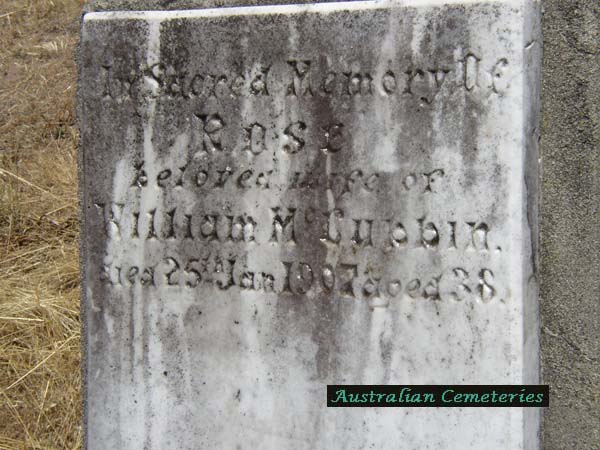 In Sacred Memory Of
Rose
beloved wife of
William McCubbin,
Died 25th Jan 1907 aged 38.
Australian Cemeteries